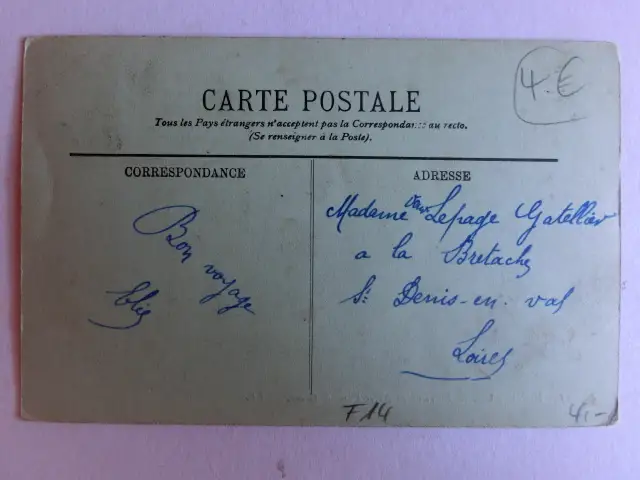 4.€
CARTE POSTALE
Tous les Pays étrangers n'acceptent pas la Correspondance au recto.
(Se renseigner à la Poste).
CORRESPONDANCE
Bon voyage
ADRESSE
Madame Lepage Gatellier
a la Bretache
St Denis-en-val
Loiret
F14
4,-